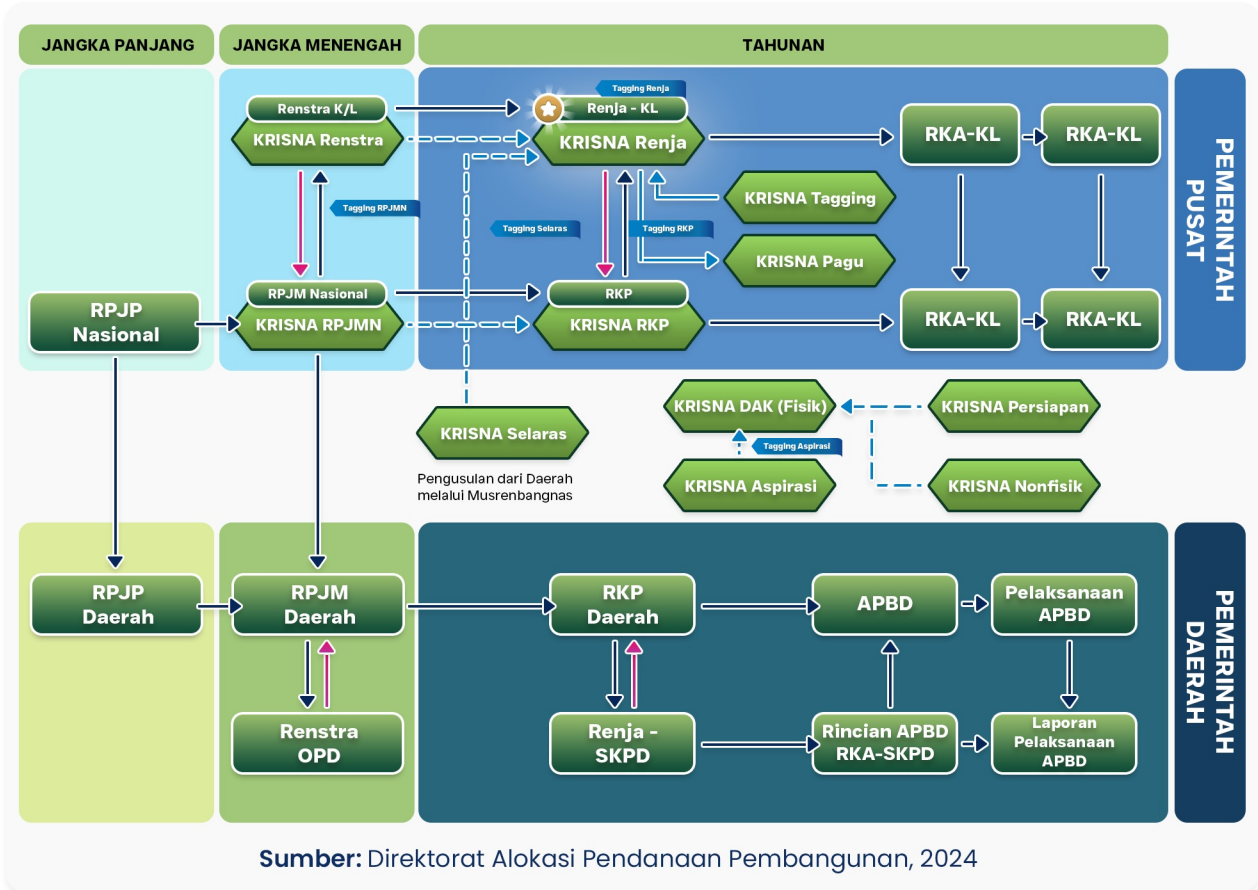 JANGKA PANJANG
JANGKA MENENGAH
TAHUNAN
Tagging Renja
Renstra K/L
Renja - KL
KRISNA Renstra
KRISNA Renja
RKA-KL
RKA-KL
PEMERINTAH
PUSAT
KRISNA Tagging
Tagging RPJMN
Tagging Selaras
Tagging RKP
KRISNA Pagu
RPJP
Nasional
RPJM Nasional
KRISNA RPJMN
RKP
KRISNA RKP
RKA-KL
RKA-KL
KRISNA Selaras
Pengusulan dari Daerah
melalui Musrenbangnas
KRISNA DAK (Fisik)
KRISNA Persiapan
Tagging Aspirasi
KRISNA Aspirasi
KRISNA Nonfisik
RPJP
Daerah
RPJM
Daerah
RKP
Daerah
APBD
Pelaksanaan
APBD
PEMERINTAH
DAERAH
Renstra
OPD
Renja -
SKPD
Rincian APBD
RKA-SKPD
Laporan
Pelaksanaan
APBD
Sumber: Direktorat Alokasi Pendanaan Pembangunan, 2024